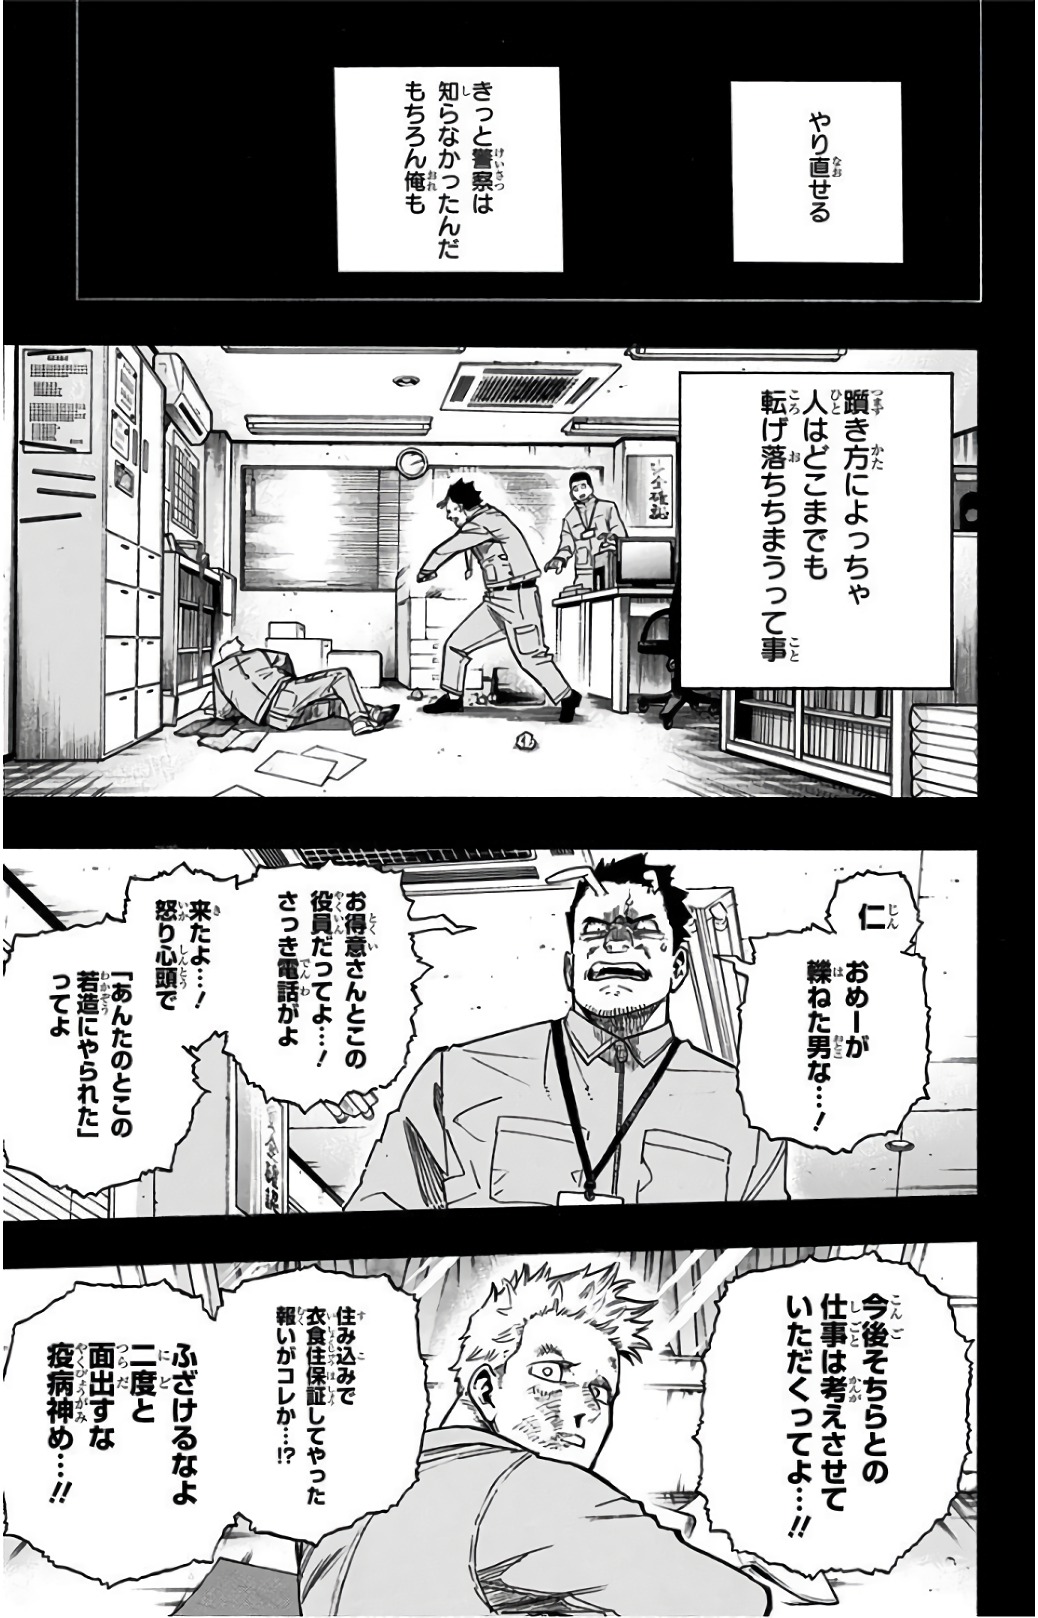 やり直せる
きっと警察は
知らなかったんだ
もちろん俺も
躓き方によっちゃ
人はどこまでも
転げ落ちちまうって事
仁
おめーが
轢ねた男な…!
お得意さんとこの
役員だってよ…!
さっき電話がよ
来たよ…!
怒り心頭で
「あんたのとこの
若造にやられた」
ってよ
今後そちらとの
仕事は考えさせて
いただくってよ…!!
住み込みで
衣食住保証してやった
報いがコレか…!?
ふざけるなよ
二度と
面出すな
疫病神め…!!